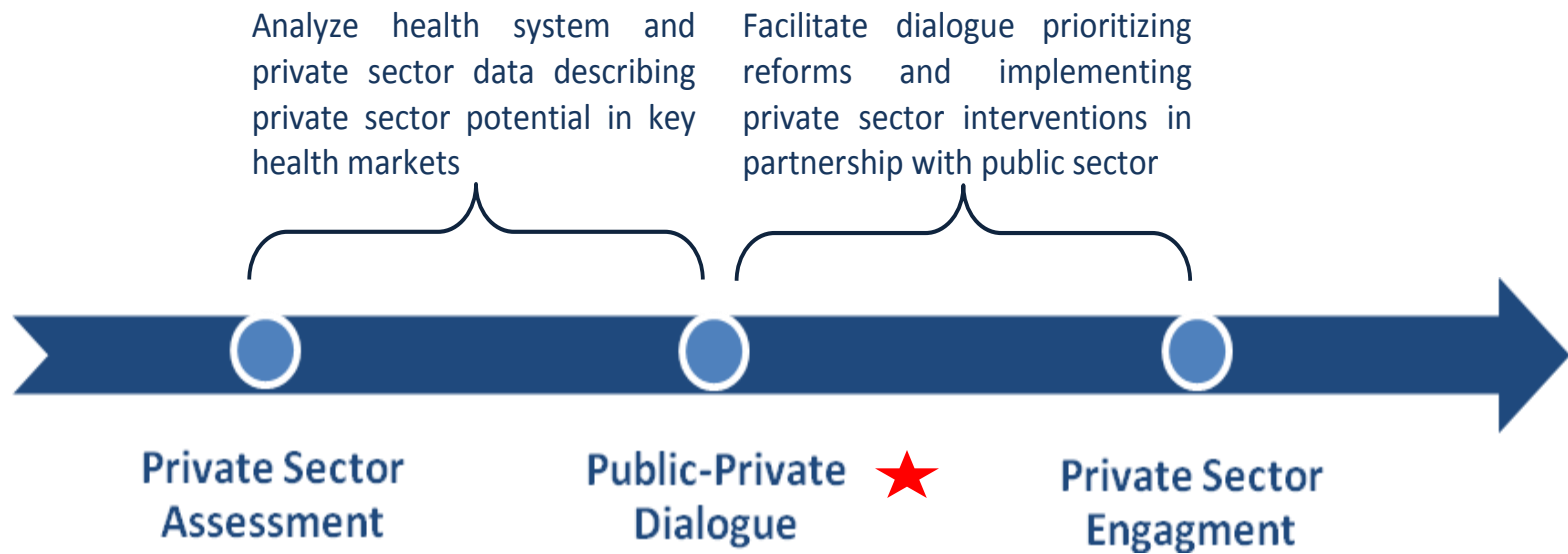 Analyze health system and
private sector data describing
private sector potential in key
health markets
Facilitate dialogue prioritizing
reforms and implementing
private sector interventions in
partnership with public sector
Private Sector
Assessment
Public-Private
Dialogue
Private Sector
Engagment